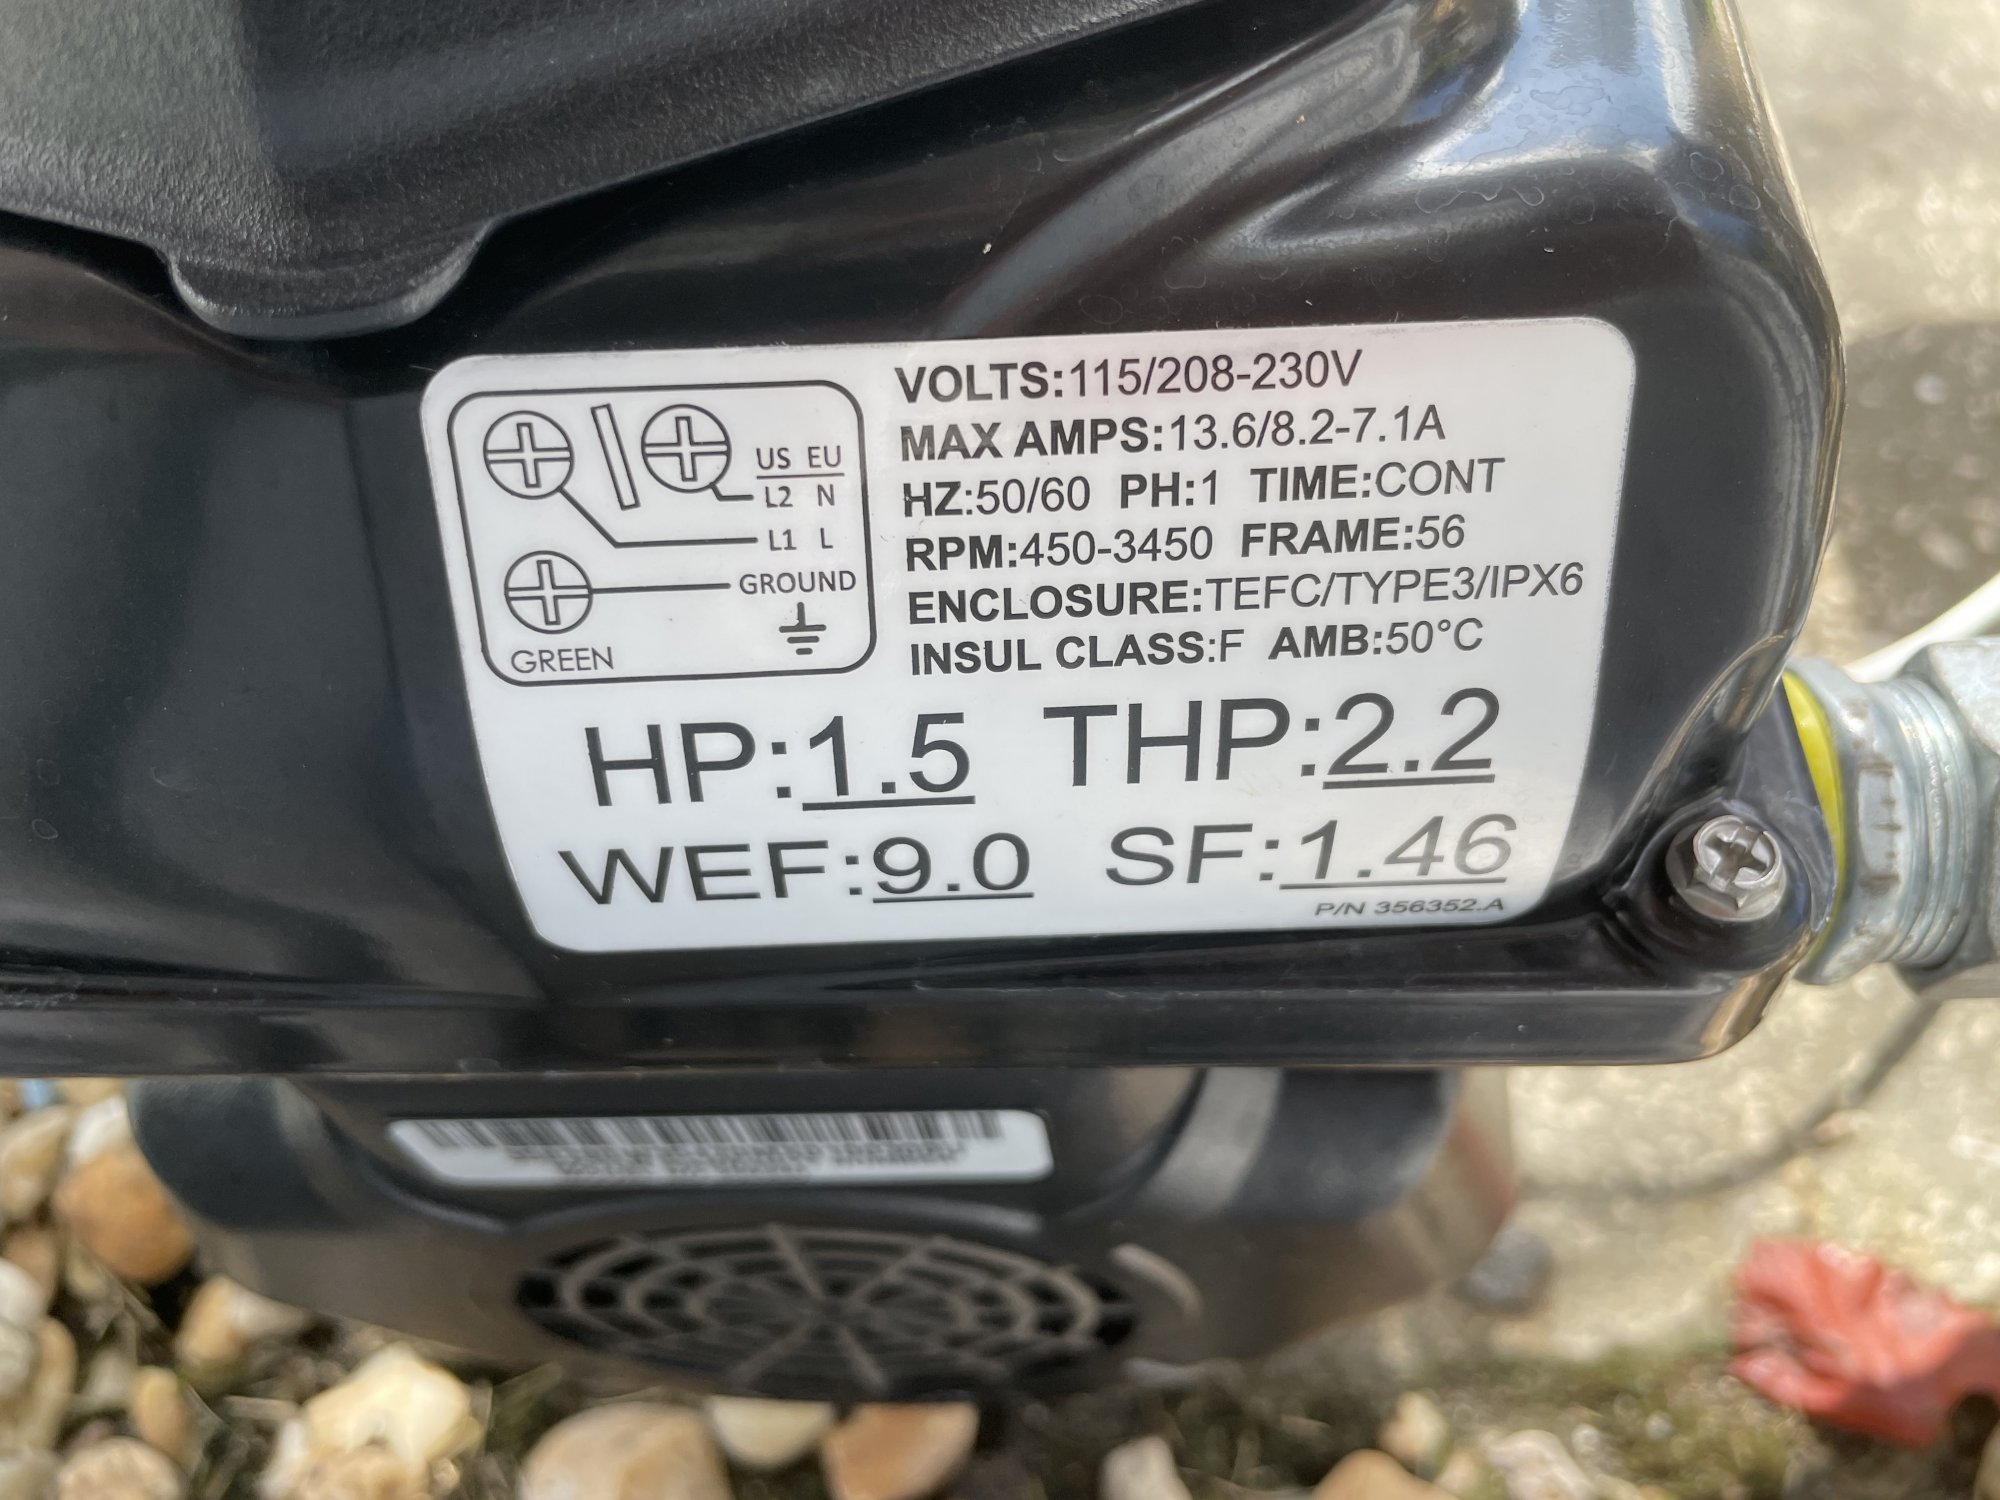 US EU
L2 N
L1 L
GROUND
GREEN
VOLTS:115/208-230V
MAX AMPS:13.6/8.2-7.1A
HZ:50/60 PH:1 TIME:CONT
RPM:450-3450 FRAME:56
ENCLOSURE:TEFC/TYPE3/IPX6
INSUL CLASS:F AMB:50°C
HP:1.5 THP:2.2
WEF:9.0 SF:1.46
P/N 356352.A